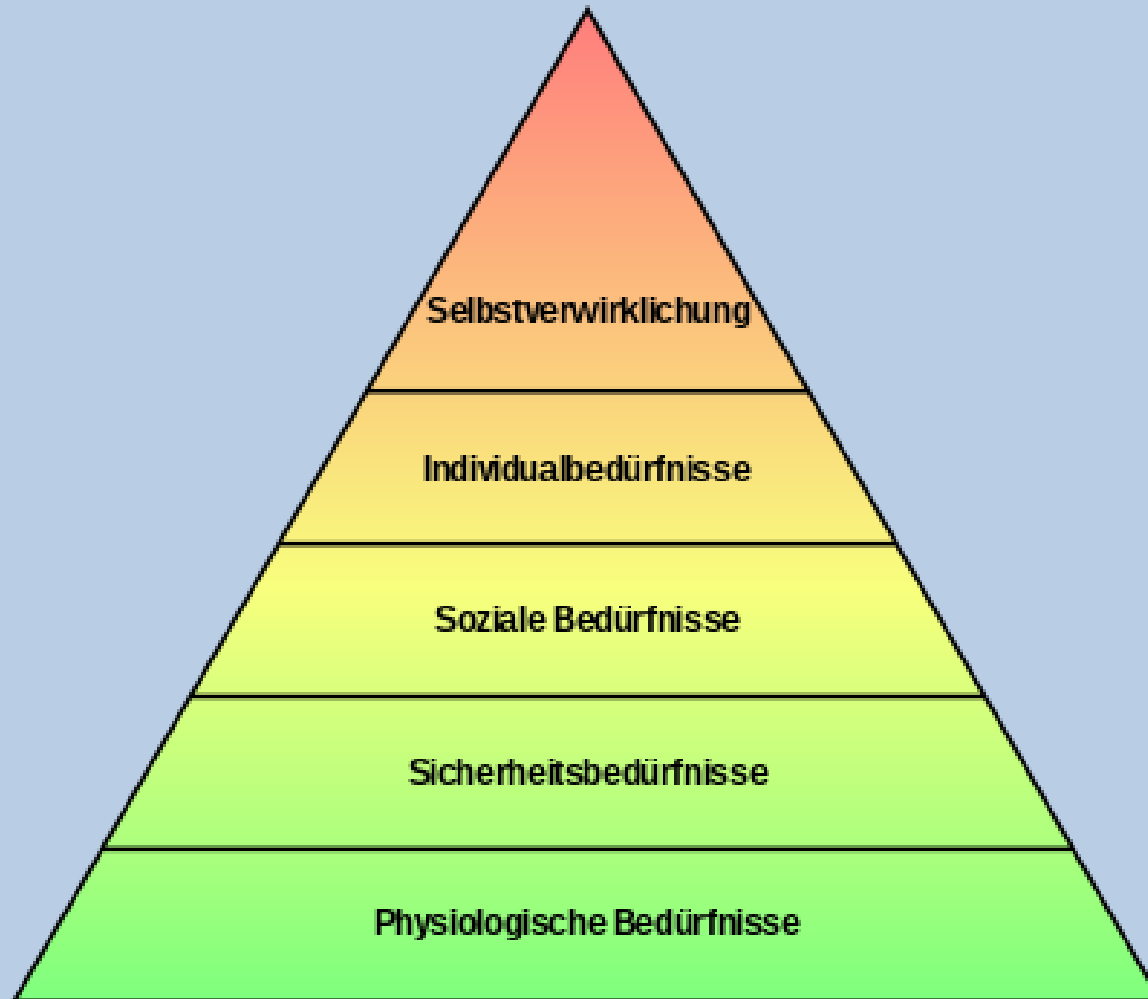 Selbstverwirklichung
Individualbedürfnisse
Soziale Bedürfnisse
Sicherheitsbedürfnisse
Physiologische Bedürfnisse